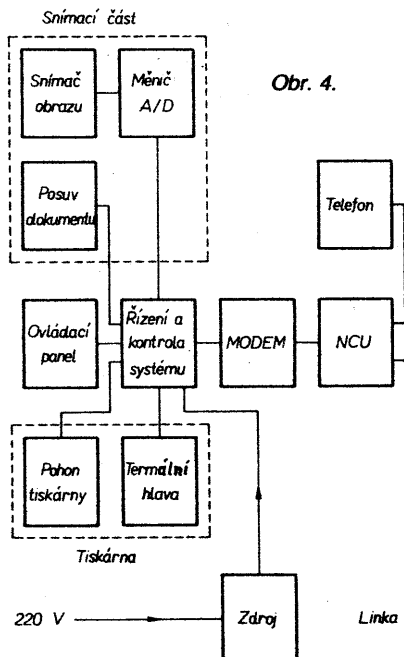 Snímací část
Snímač
obrazu
Měnič
A/D
Obr. 4.
Posuv
dokumentu
Telefon
Ovládací
panel
Řízení a
kontrola
systému
MODEM
NCU
Pohon
tiskárny
Termální
hlava
Tiskárna
220 V
Zdroj
Linka